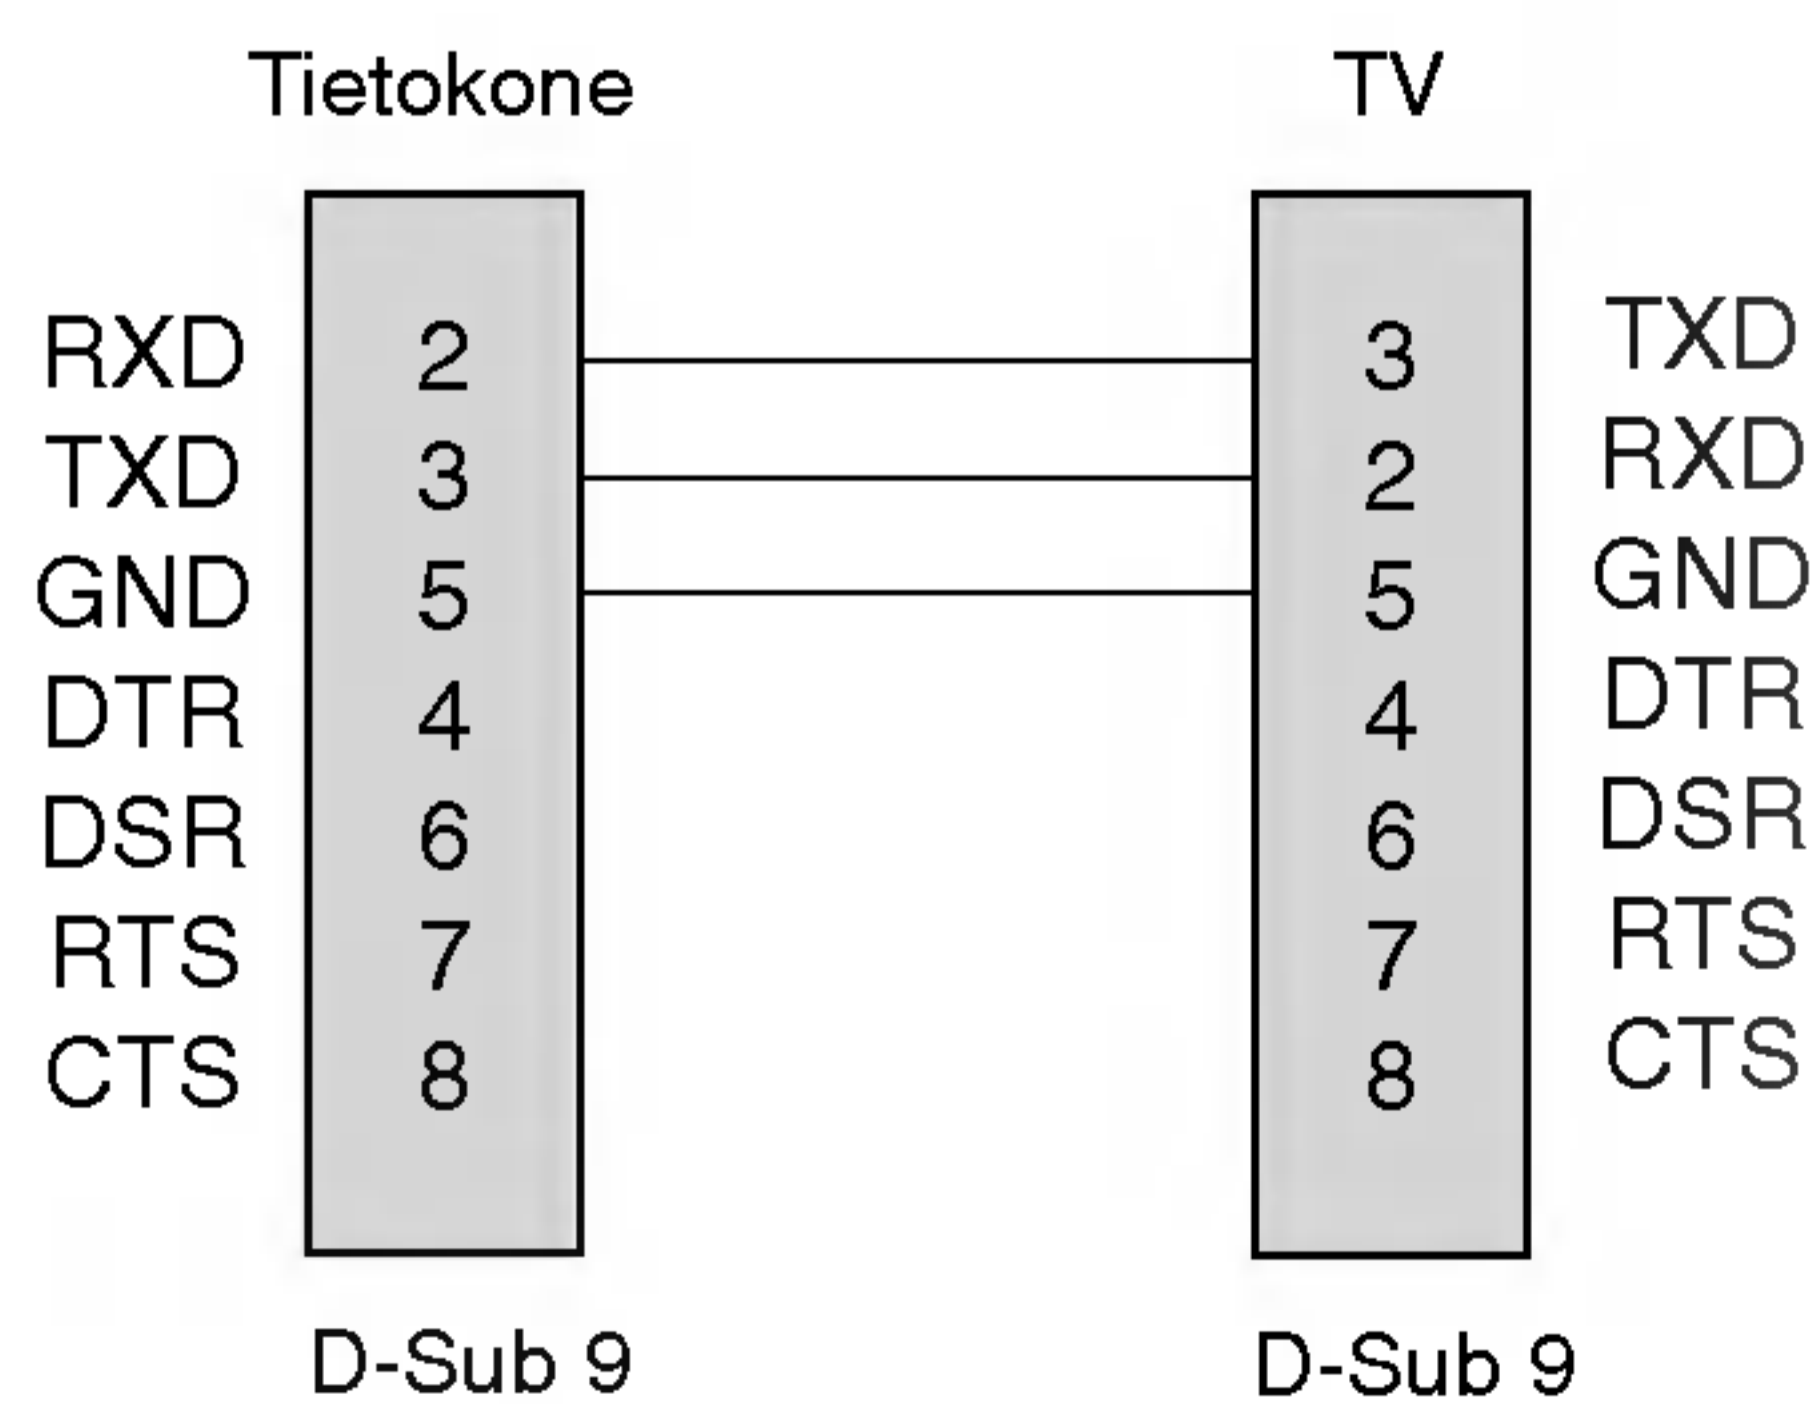 Tietokone TV
RXD 2 3 TXD
TXD 3 2 RXD
GND 5 5 GND
DTR 4 4 DTR
DSR 6 6 DSR
RTS 7 7 RTS
CTS 8 8 CTS
D-Sub 9 D-Sub 9